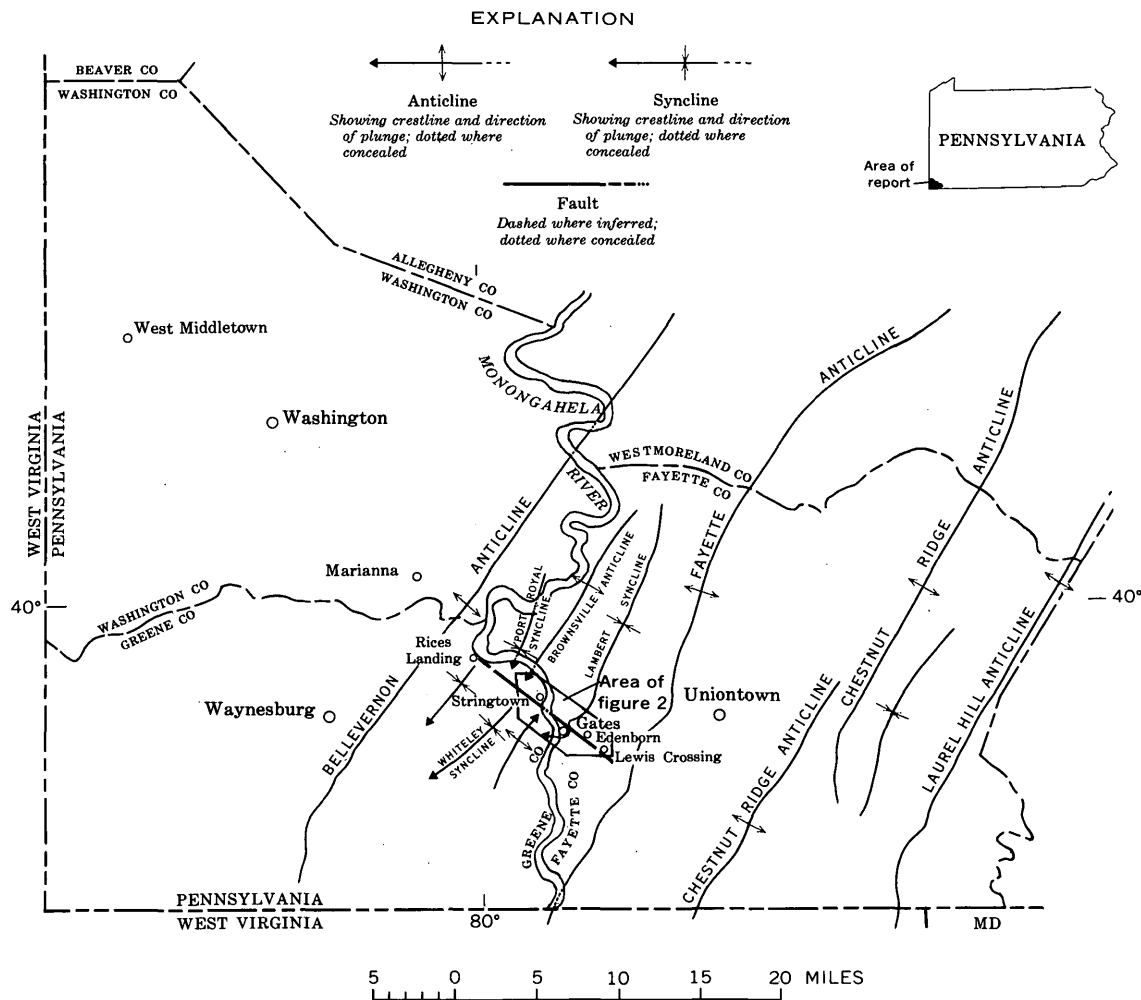 EXPLANATION
Anticline
Showing crestline and direction
of plunge; dotted where
concealed
Syncline
Showing crestline and direction
of plunge; dotted where
concealed
Fault
Dashed where inferred;
dotted where concealed
PENNSYLVANIA
Area of
report
BEAVER CO
WASHINGTON CO
ALLEGHENY CO
WASHINGTON CO
West Middletown
Washington
MONONGAHELA
RIVER
ANTICLINE
ANTICLINE
WESTMORELAND CO
FAYETTE CO
WEST VIRGINIA
PENNSYLVANIA
ANTICLINE
FAYETTE
RIDGE
CHESTNUT
Marianna
40°
40°
WASHINGTON CO
GREENE CO
PORT ROYAL
SYNCLINE
BROWNSVILLE ANTICLINE
LAMBERT SYNCLINE
Rices
Landing
Area of
figure 2
Stringtown
Uniontown
Waynesburg
Gates
Edenborn
Lewis Crossing
WHITELEY
SYNCLINE
BELLEVERNON
CO
GREENE
FAYETTE CO
CHESTNUT RIDGE ANTICLINE
LAUREL HILL ANTICLINE
PENNSYLVANIA
WEST VIRGINIA
80°
MD
5 0 5 10 15 20 MILES